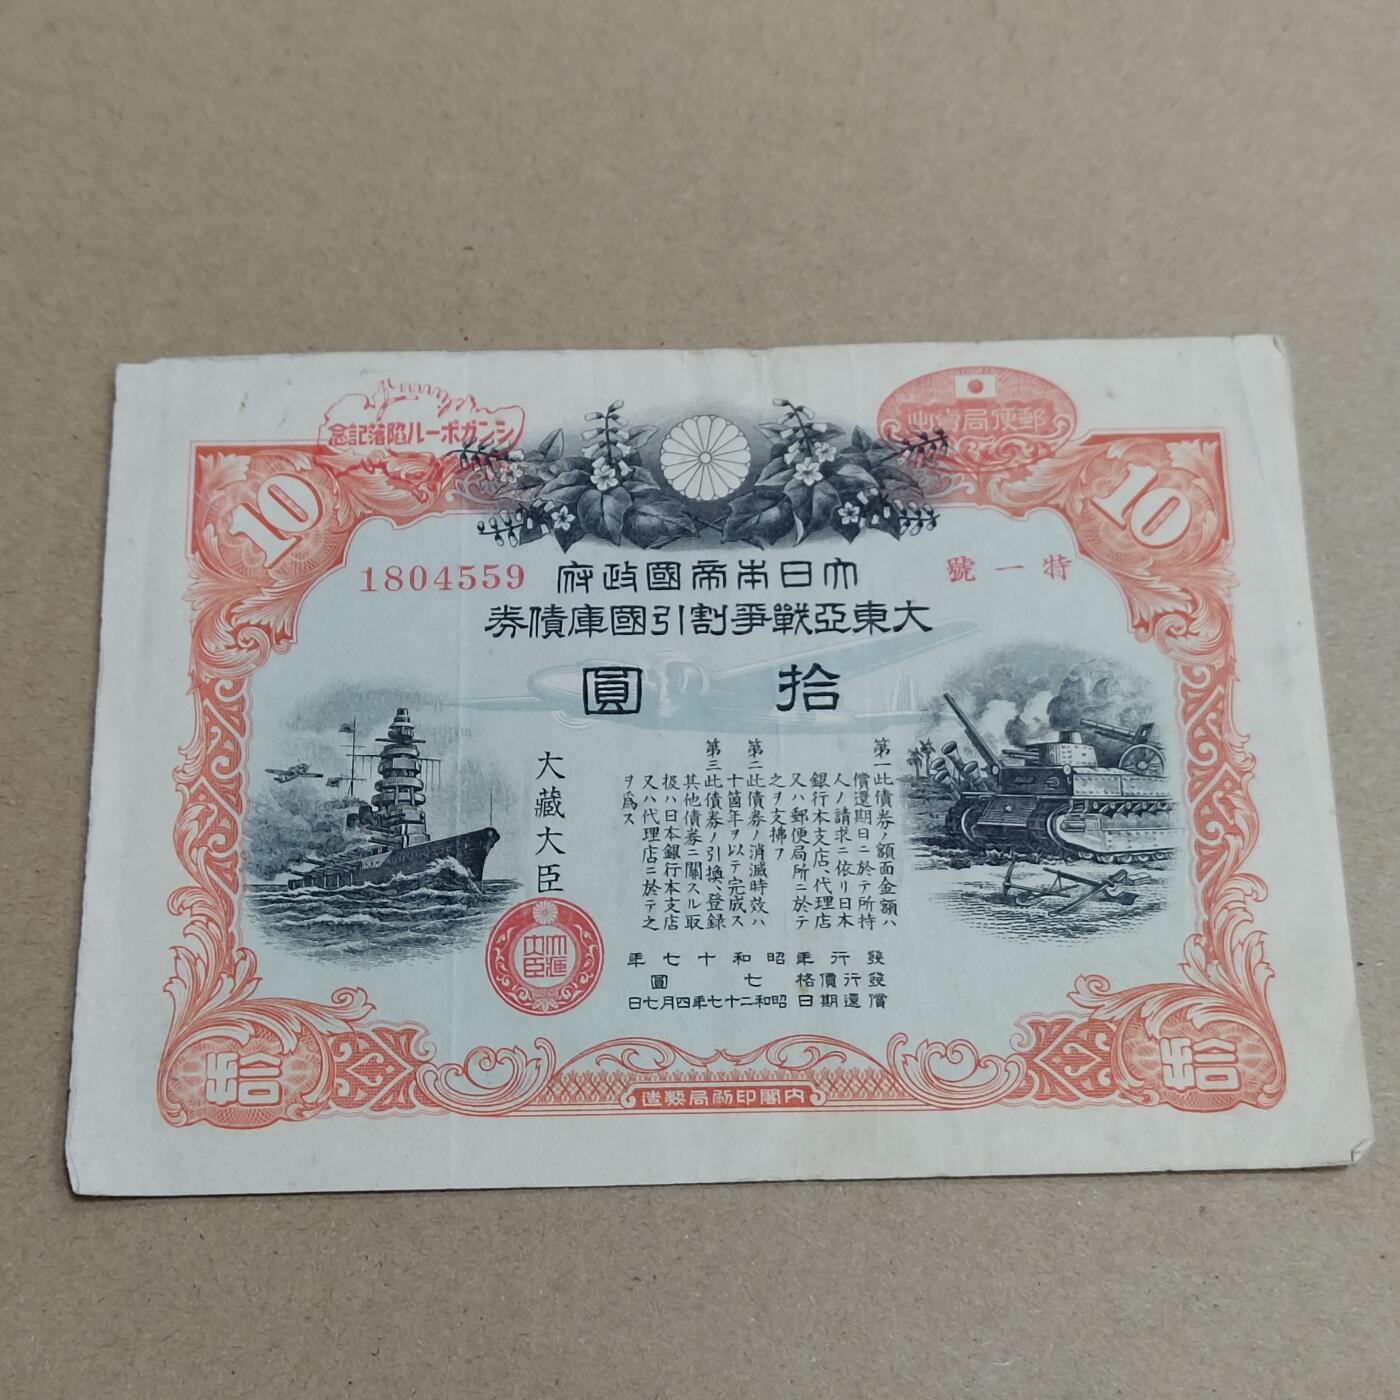 シンガポール陥落記念
郵便局賣出
10
10
特一號
1804559
大日本帝國政府
大東亞戰爭割引國庫債券
拾圓
第一此債券ノ額面金額ハ
償還期日ニ於テ所持
人ノ請求ニ依リ日本
銀行本支店、代理店
又ハ郵便局所ニ於テ
之ヲ支拂フ
第二此債券ノ消滅時效ハ
十箇年ヲ以テ完成ス
第三此債券ノ引換、登錄
其他債券ニ關スル取
扱ハ日本銀行本支店
又ハ代理店ニ於テ之
ヲ爲ス
大藏大臣
大藏大臣
發行年 昭和十七年
發行價格 七圓
償還期日 昭和二十七年四月七日
拾
拾
內閣印刷局製造